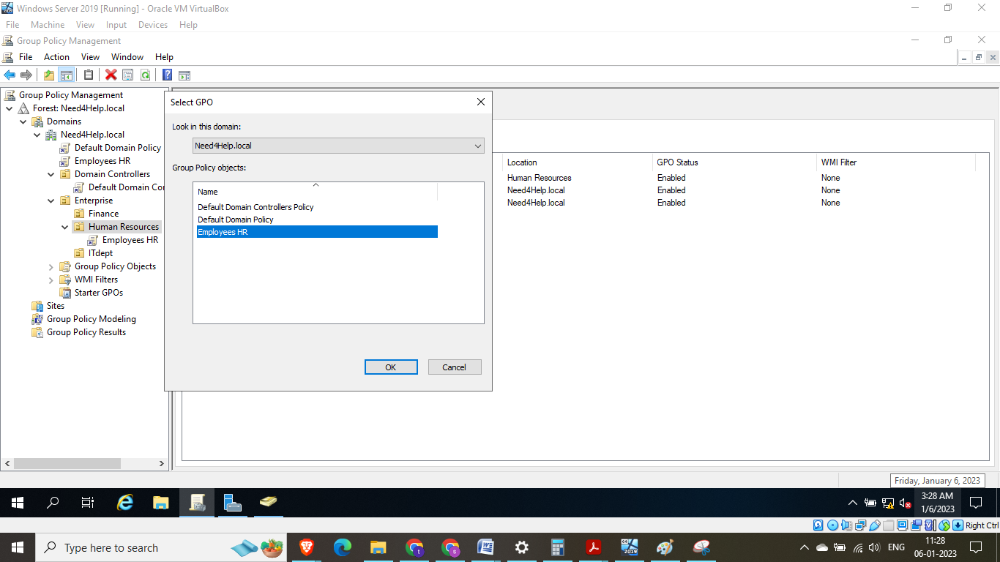 Windows Server 2019 [Running] - Oracle VM VirtualBox
File Machine View Input Devices Help
Group Policy Management
File Action View Window Help
Group Policy Management
Forest: Need4Help.local
Domains
Need4Help.local
Default Domain Policy
Employees HR
Domain Controllers
Default Domain Cor
Enterprise
Finance
Human Resources
Employees HR
ITdept
Group Policy Objects
WMI Filters
Starter GPOs
Sites
Group Policy Modeling
Group Policy Results
Select GPO
Look in this domain:
Need4Help.local
Group Policy objects:
Name
Default Domain Controllers Policy
Default Domain Policy
Employees HR
OK Cancel
Location GPO Status WMI Filter
Human Resources Enabled None
Need4Help.local Enabled None
Need4Help.local Enabled None
Friday, January 6, 2023
3:28 AM
1/6/2023
Right Ctrl
Type here to search
2019
ENG
11:28
06-01-2023